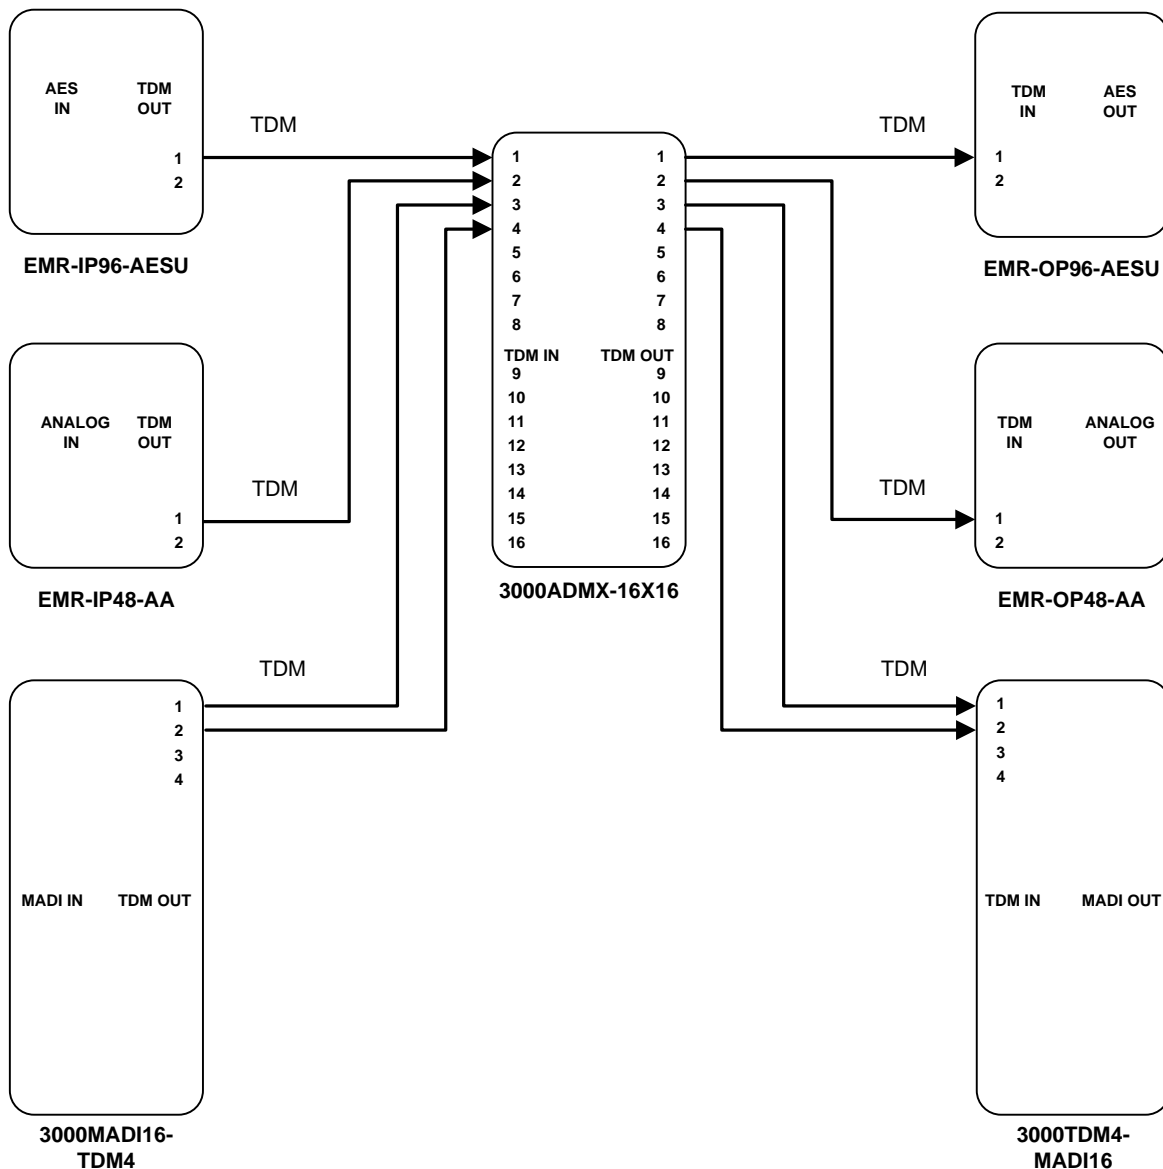 AES
IN
TDM
OUT
1
2
EMR-IP96-AESU
TDM
ANALOG
IN
TDM
OUT
1
2
EMR-IP48-AA
TDM
1
2
3
4
MADI IN
TDM OUT
3000MADI16-
TDM4
TDM
1
2
3
4
5
6
7
8
TDM IN
9
10
11
12
13
14
15
16
1
2
3
4
5
6
7
8
TDM OUT
9
10
11
12
13
14
15
16
3000ADMX-16X16
TDM
TDM
IN
AES
OUT
1
2
EMR-OP96-AESU
TDM
TDM
IN
ANALOG
OUT
1
2
EMR-OP48-AA
TDM
1
2
3
4
TDM IN
MADI OUT
3000TDM4-
MADI16